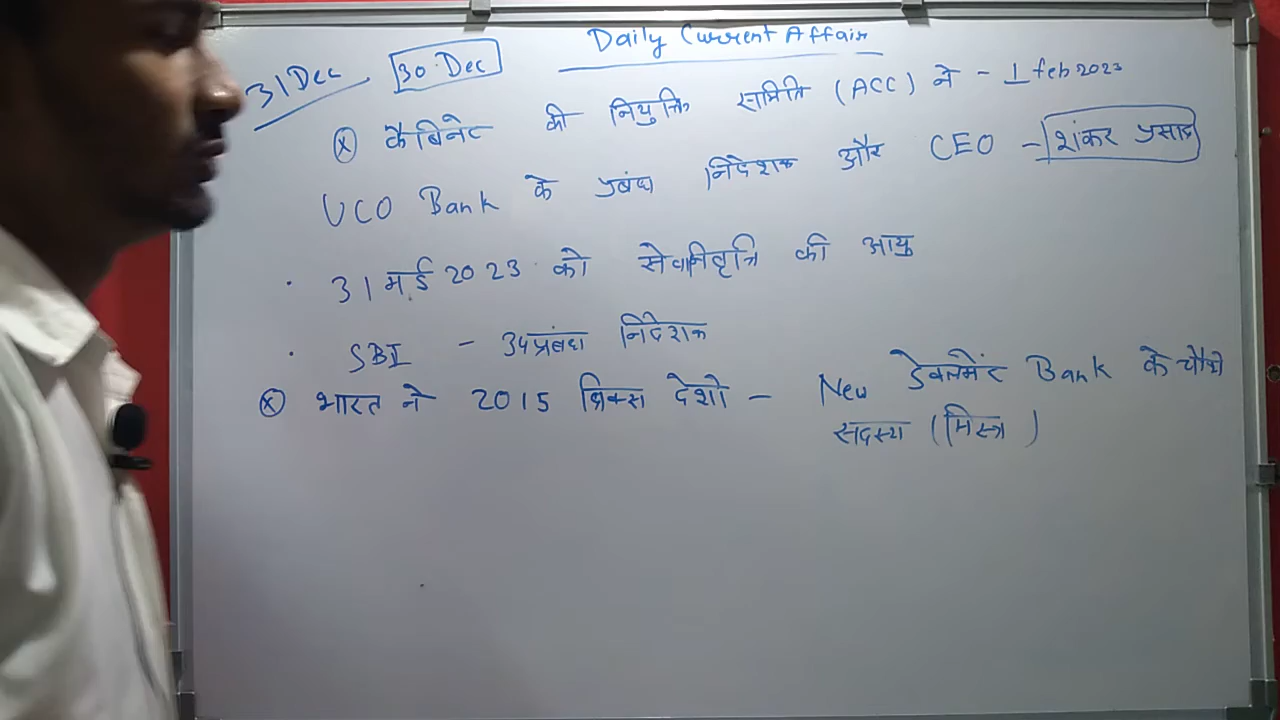 Daily Current Affair
31 Dec 30 Dec
ⓧ कैबिनेट की नियुक्ति समिति (ACC) ने - 1 feb 2023
UCO Bank के प्रबंध निदेशक और CEO - शंकर प्रसाद
· 31 मई 2023 को सेवानिवृत्ति की आयु
· SBI - प्रबंध निदेशक
ⓧ भारत ने 2015 ब्रिक्स देशो - New डेवलमेंट Bank के चौथे
सदस्य (मिस्त्र)